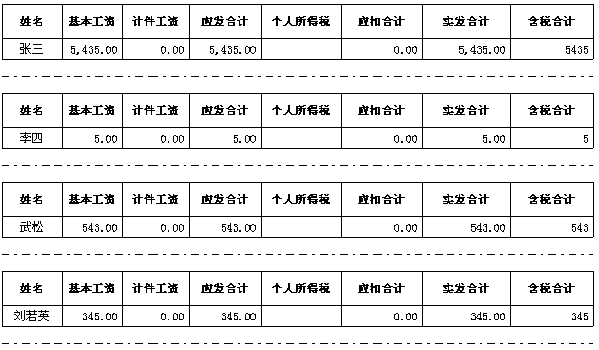 姓名 基本工资 计件工资 应发合计 个人所得税 应扣合计 实发合计 含税合计
张三 5,435.00 0.00 5,435.00 0.00 5,435.00 5435
姓名 基本工资 计件工资 应发合计 个人所得税 应扣合计 实发合计 含税合计
李四 5.00 0.00 5.00 0.00 5.00 5
姓名 基本工资 计件工资 应发合计 个人所得税 应扣合计 实发合计 含税合计
武松 543.00 0.00 543.00 0.00 543.00 543
姓名 基本工资 计件工资 应发合计 个人所得税 应扣合计 实发合计 含税合计
刘若英 345.00 0.00 345.00 0.00 345.00 345